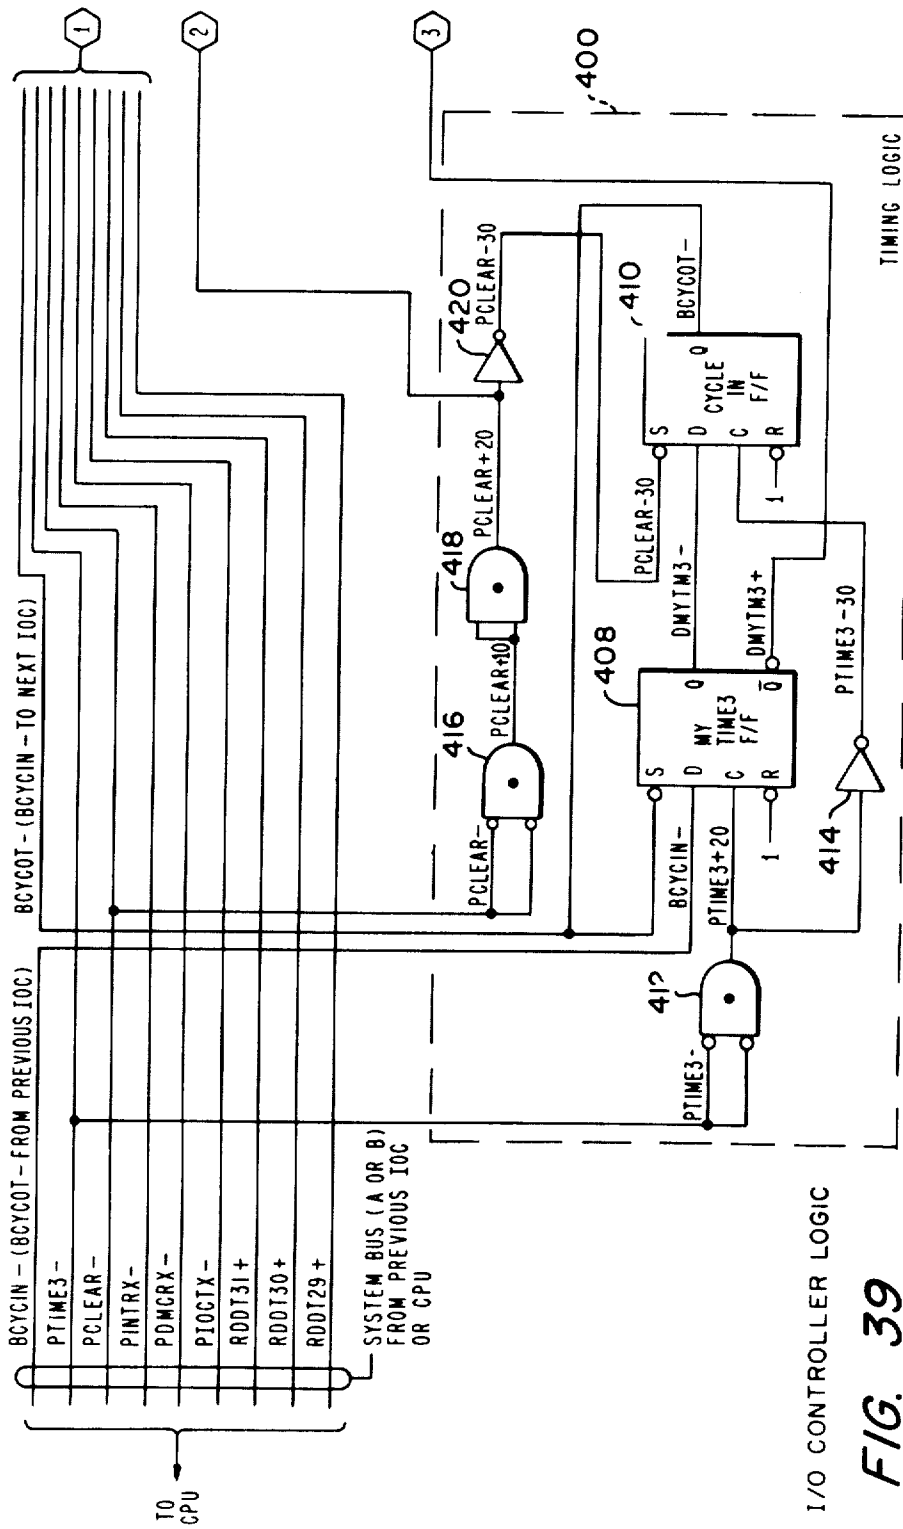 BCYCIN- (BCYCOT- FROM PREVIOUS IOC)
BCYCOT- (BCYCIN- TO NEXT IOC)
PTIME3-
PCLEAR-
PINTRX-
PDMCRX-
PIOCTX-
RDDT31+
RDDT30+
RDDT29+
TO
CPU
SYSTEM BUS (A OR B)
FROM PREVIOUS IOC
OR CPU
1
2
3
400
PCLEAR-
416
PCLEAR+10
418
PCLEAR+20
420
PCLEAR-30
PCLEAR-30
PTIME3-
412
BCYCIN-
PTIME3+20
1
S
D
C
R
MY
TIME3
F/F
Q
Q̅
408
DMYTM3-
DMYTM3+
414
PTIME3-30
1
S
D
C
R
CYCLE
IN
F/F
Q
410
BCYCOT-
TIMING LOGIC
I/O CONTROLLER LOGIC
FIG. 39